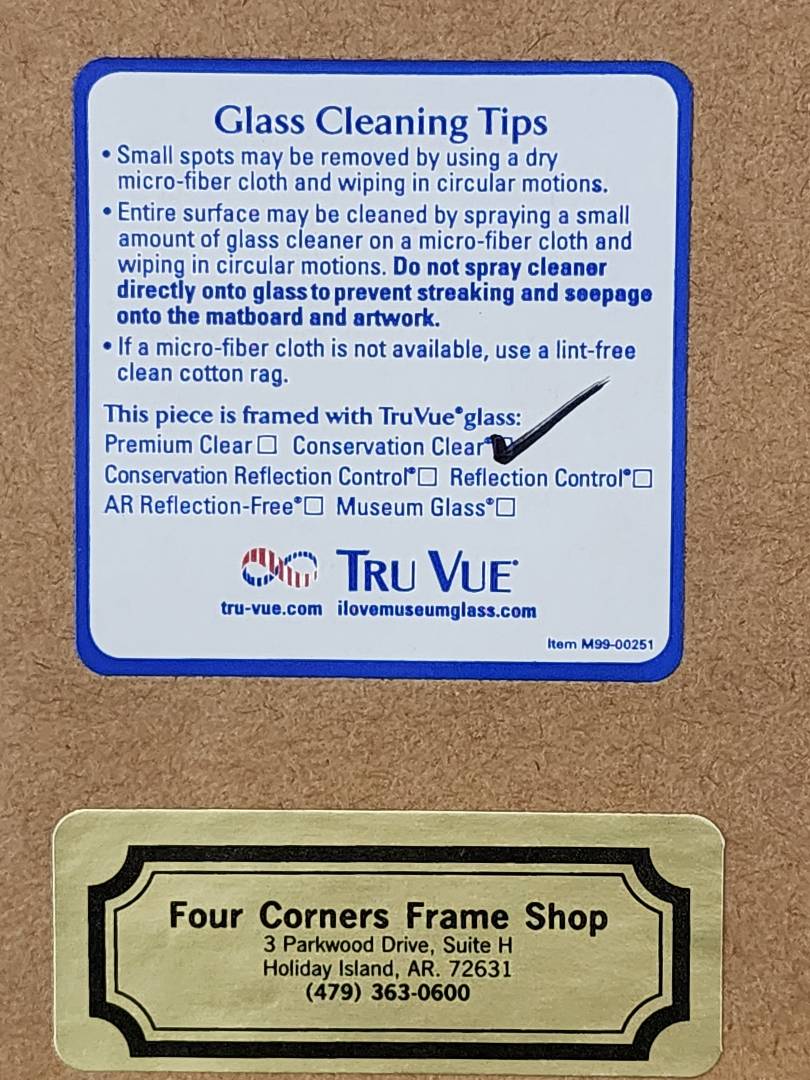 Glass Cleaning Tips
• Small spots may be removed by using a dry
micro-fiber cloth and wiping in circular motions.
• Entire surface may be cleaned by spraying a small
amount of glass cleaner on a micro-fiber cloth and
wiping in circular motions. Do not spray cleaner
directly onto glass to prevent streaking and seepage
onto the matboard and artwork.
• If a micro-fiber cloth is not available, use a lint-free
clean cotton rag.
This piece is framed with TruVue® glass:
Premium Clear ☐ Conservation Clear® ☑
Conservation Reflection Control® ☐ Reflection Control® ☐
AR Reflection-Free® ☐ Museum Glass® ☐
TRU VUE®
tru-vue.com ilovemuseumglass.com
Item M99-00251
Four Corners Frame Shop
3 Parkwood Drive, Suite H
Holiday Island, AR. 72631
(479) 363-0600